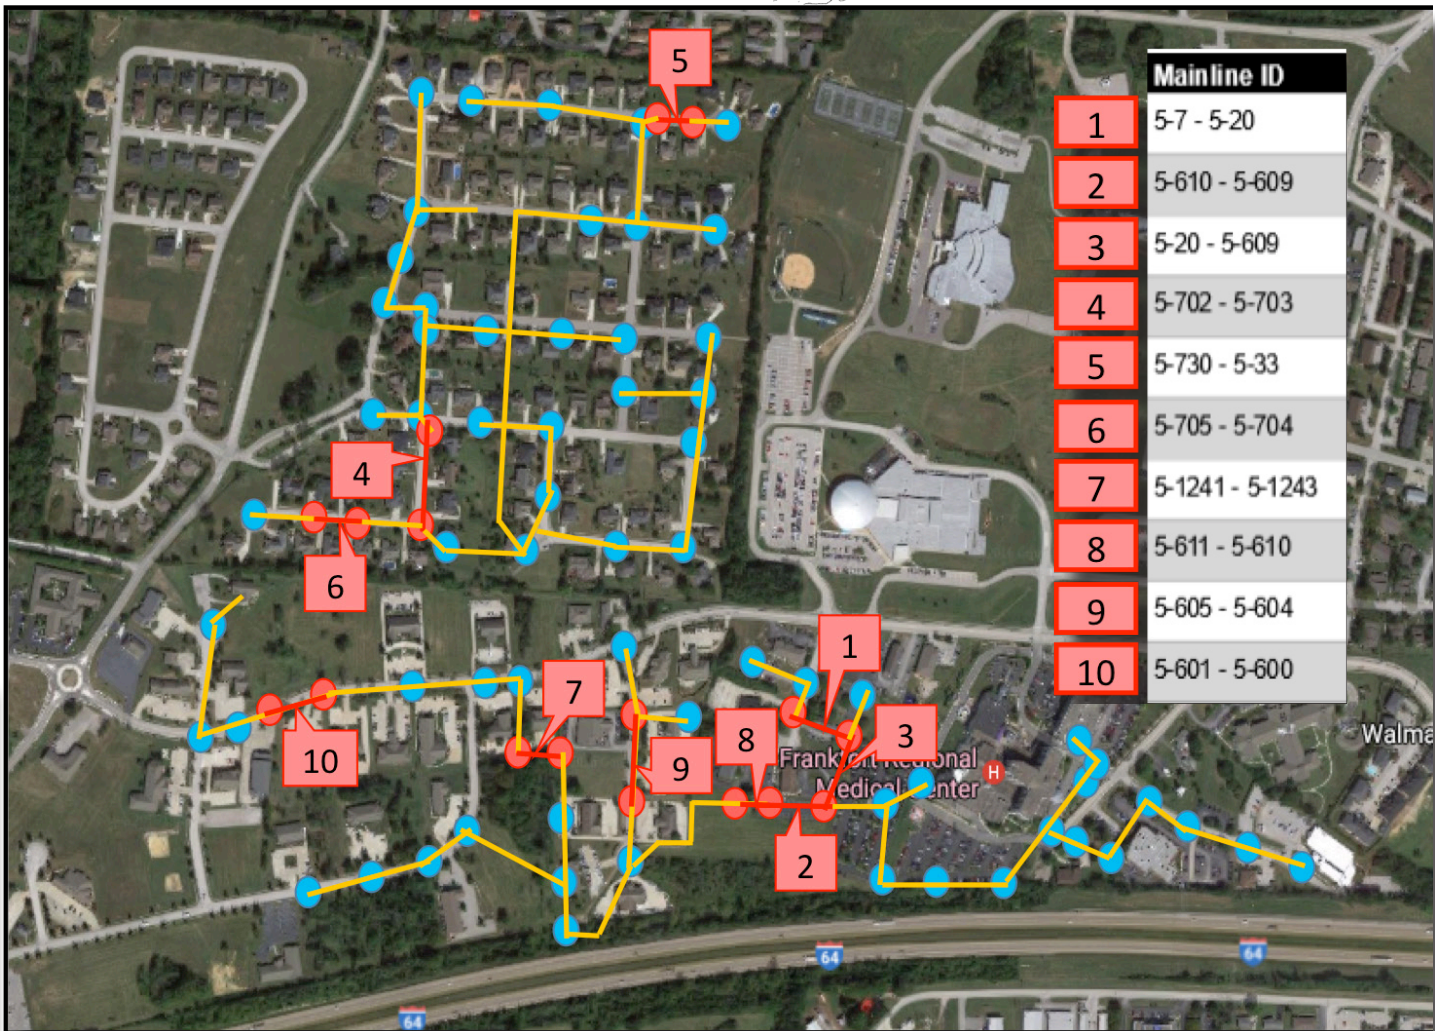 5
Mainline ID
1 5-7 - 5-20
2 5-610 - 5-609
3 5-20 - 5-609
4 5-702 - 5-703
5 5-730 - 5-33
6 5-705 - 5-704
7 5-1241 - 5-1243
8 5-611 - 5-610
9 5-605 - 5-604
10 5-601 - 5-600
4
6
1
7
10
9
8
3
Walma
Frankfort Regional
Medical Center
H
2
64
64
64